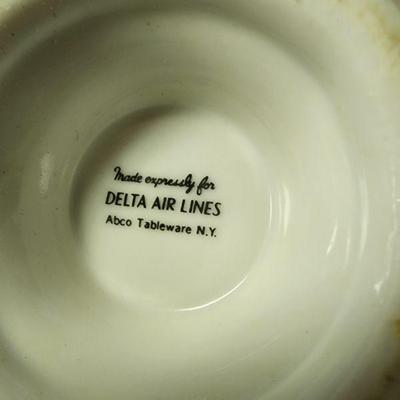 Made expressly for
DELTA AIR LINES
Abco Tableware N.Y.